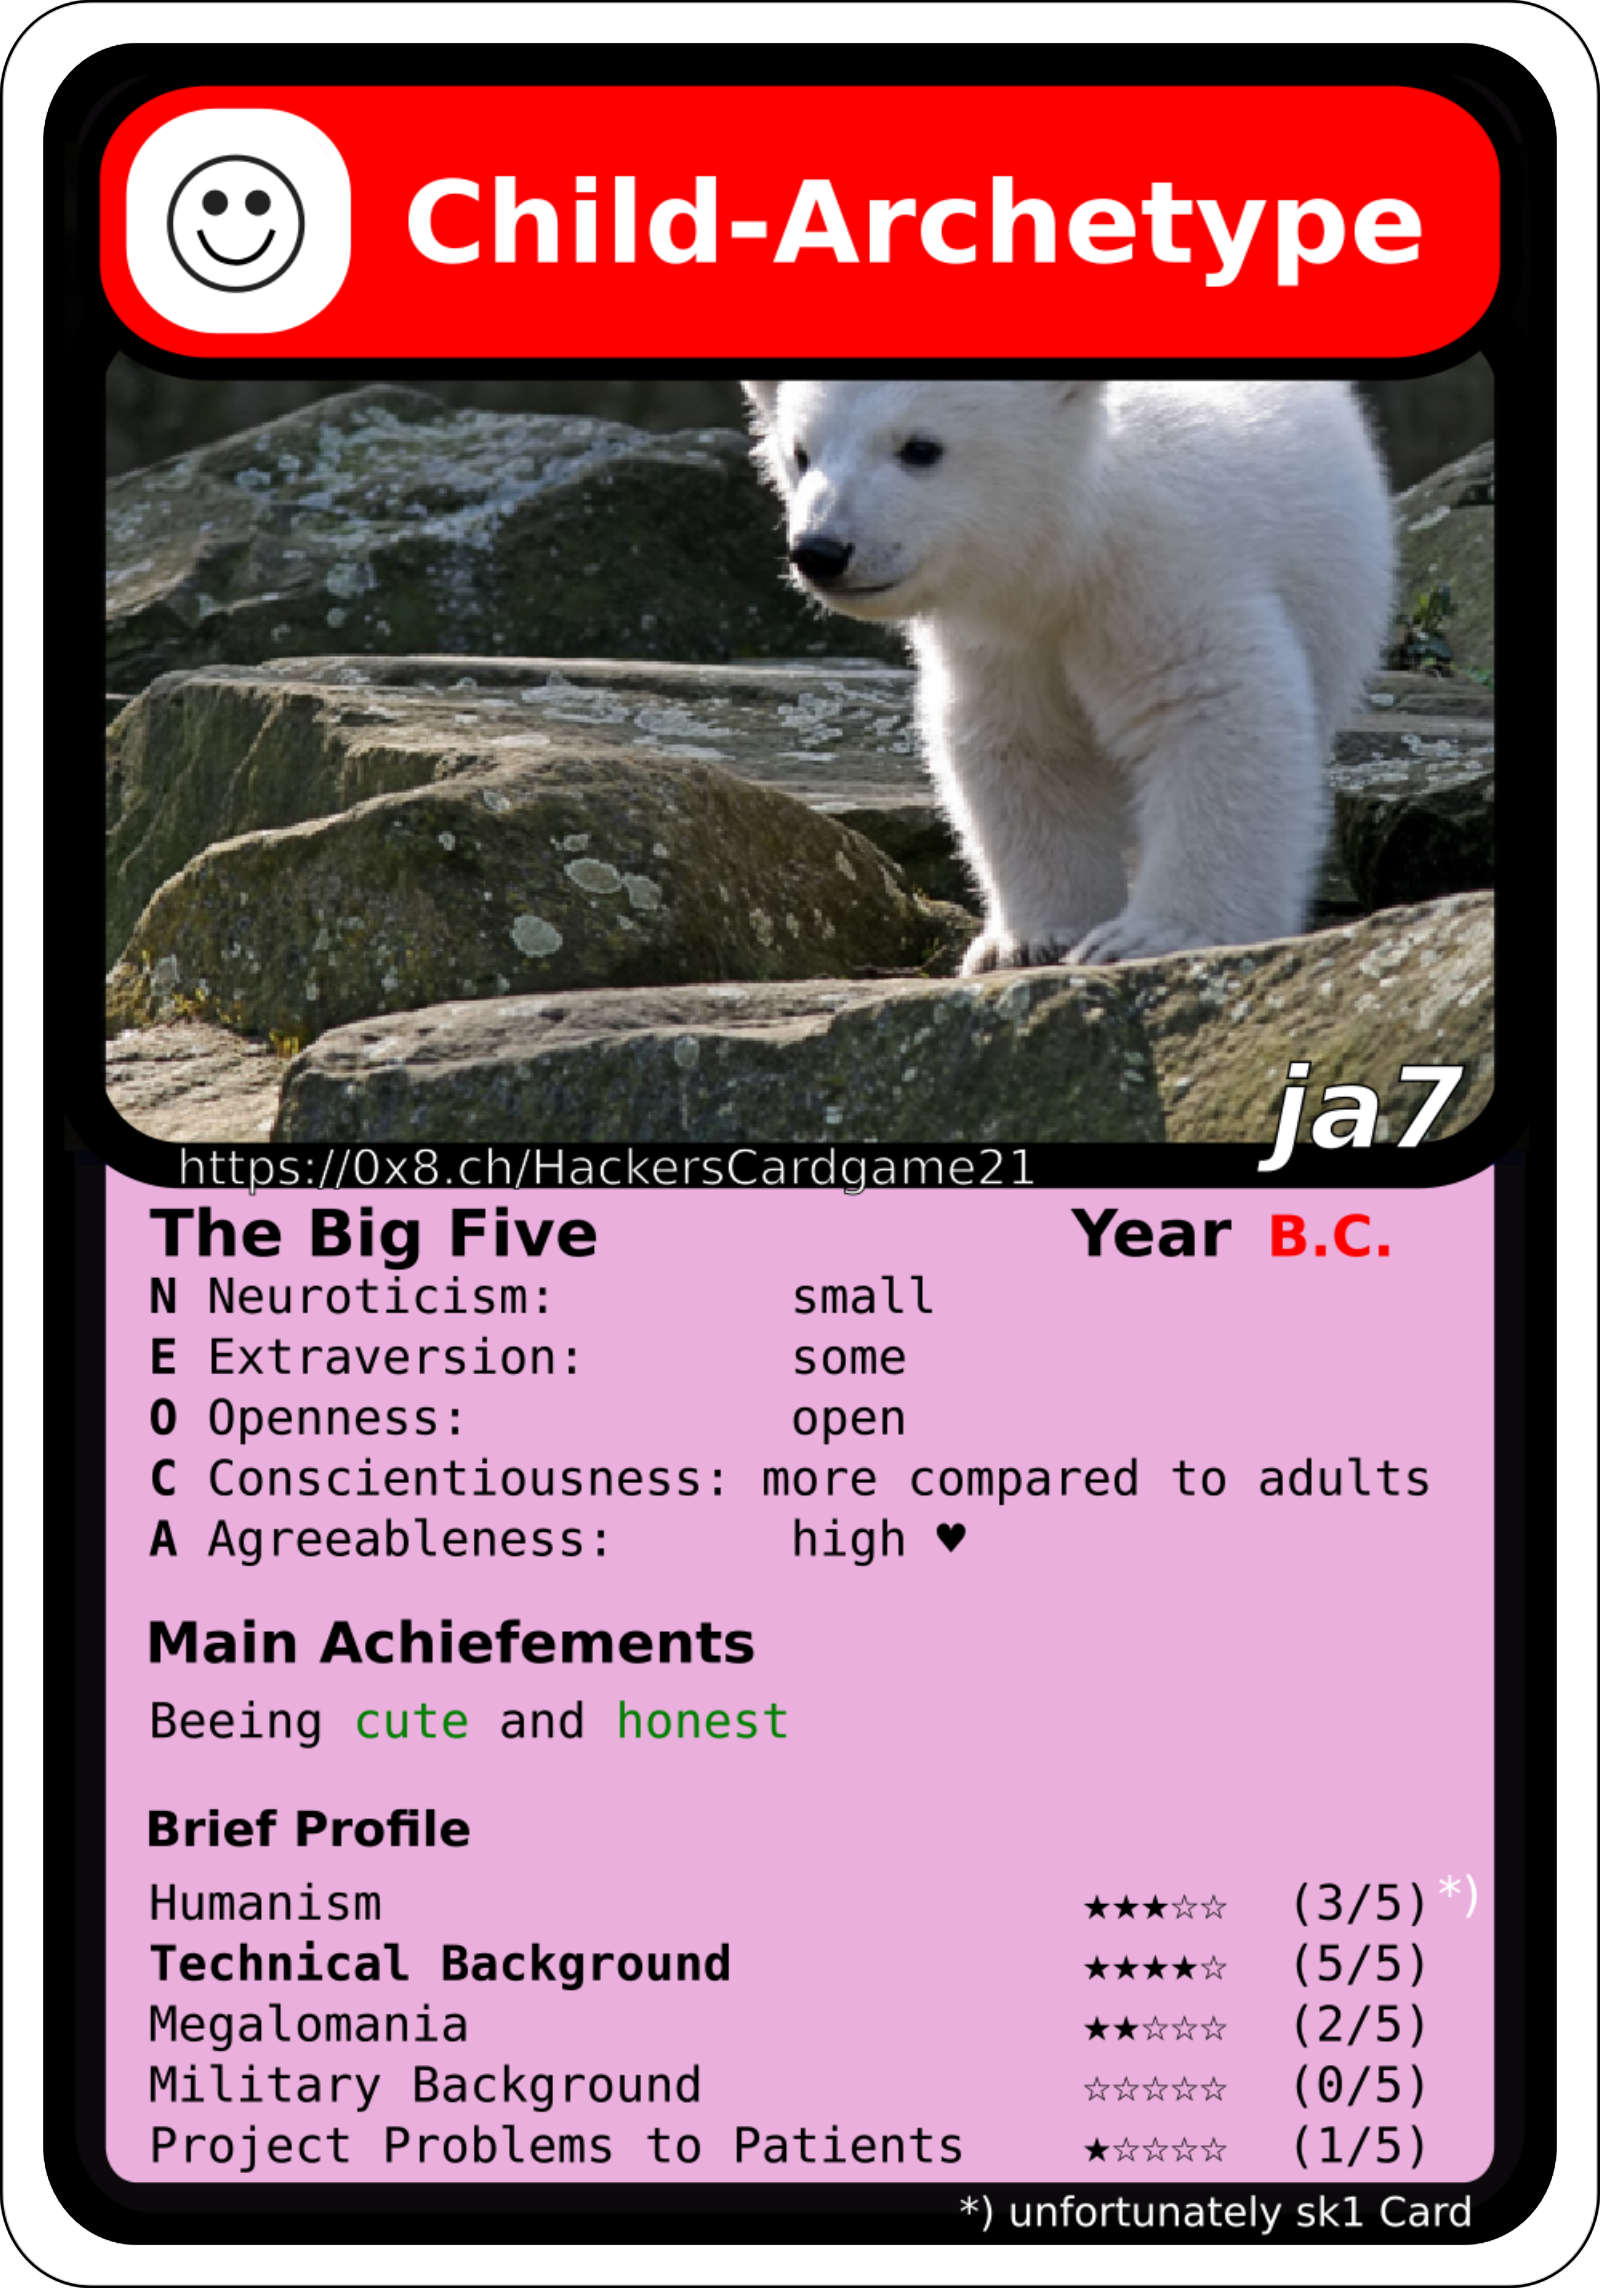 Child-Archetype
ja7
https://0x8.ch/HackersCardgame21
The Big Five Year B.C.
N Neuroticism: small
E Extraversion: some
O Openness: open
C Conscientiousness: more compared to adults
A Agreeableness: high ♥
Main Achiefements
Beeing cute and honest
Brief Profile
Humanism ★★★☆☆ (3/5) *)
Technical Background ★★★★☆ (5/5)
Megalomania ★★☆☆☆ (2/5)
Military Background ☆☆☆☆☆ (0/5)
Project Problems to Patients ★☆☆☆☆ (1/5)
*) unfortunately sk1 Card